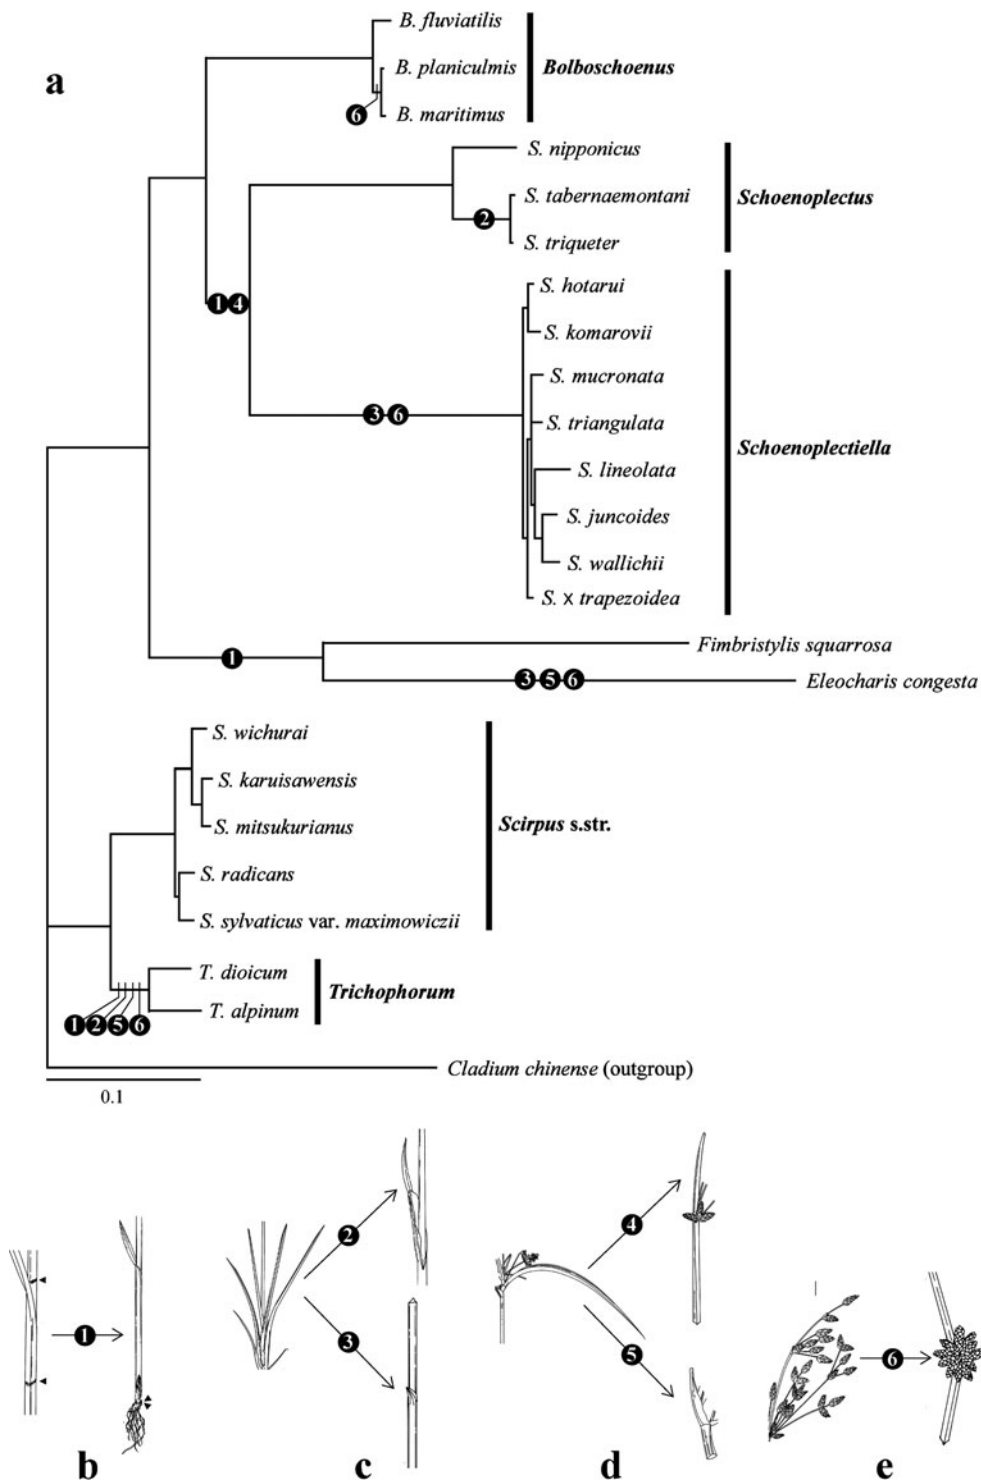 a
B. fluviatilis
B. planiculmis
Bolboschoenus
6
B. maritimus
S. nipponicus
S. tabernaemontani
Schoenoplectus
2
S. triqueter
S. hotarui
1 4
S. komarovii
S. mucronata
3 6
S. triangulata
Schoenoplectiella
S. lineolata
S. juncoides
S. wallichii
S. x trapezoidea
Fimbristylis squarrosa
1
3 5 6
Eleocharis congesta
S. wichurai
S. karuisawensis
S. mitsukurianus
Scirpus s.str.
S. radicans
S. sylvaticus var. maximowiczii
T. dioicum
Trichophorum
T. alpinum
1 2 5 6
Cladium chinense (outgroup)
0.1
1
2
3
4
5
6
b
c
d
e